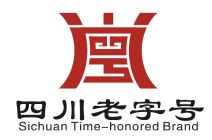 四川老字号
Sichuan Time-honored Brand